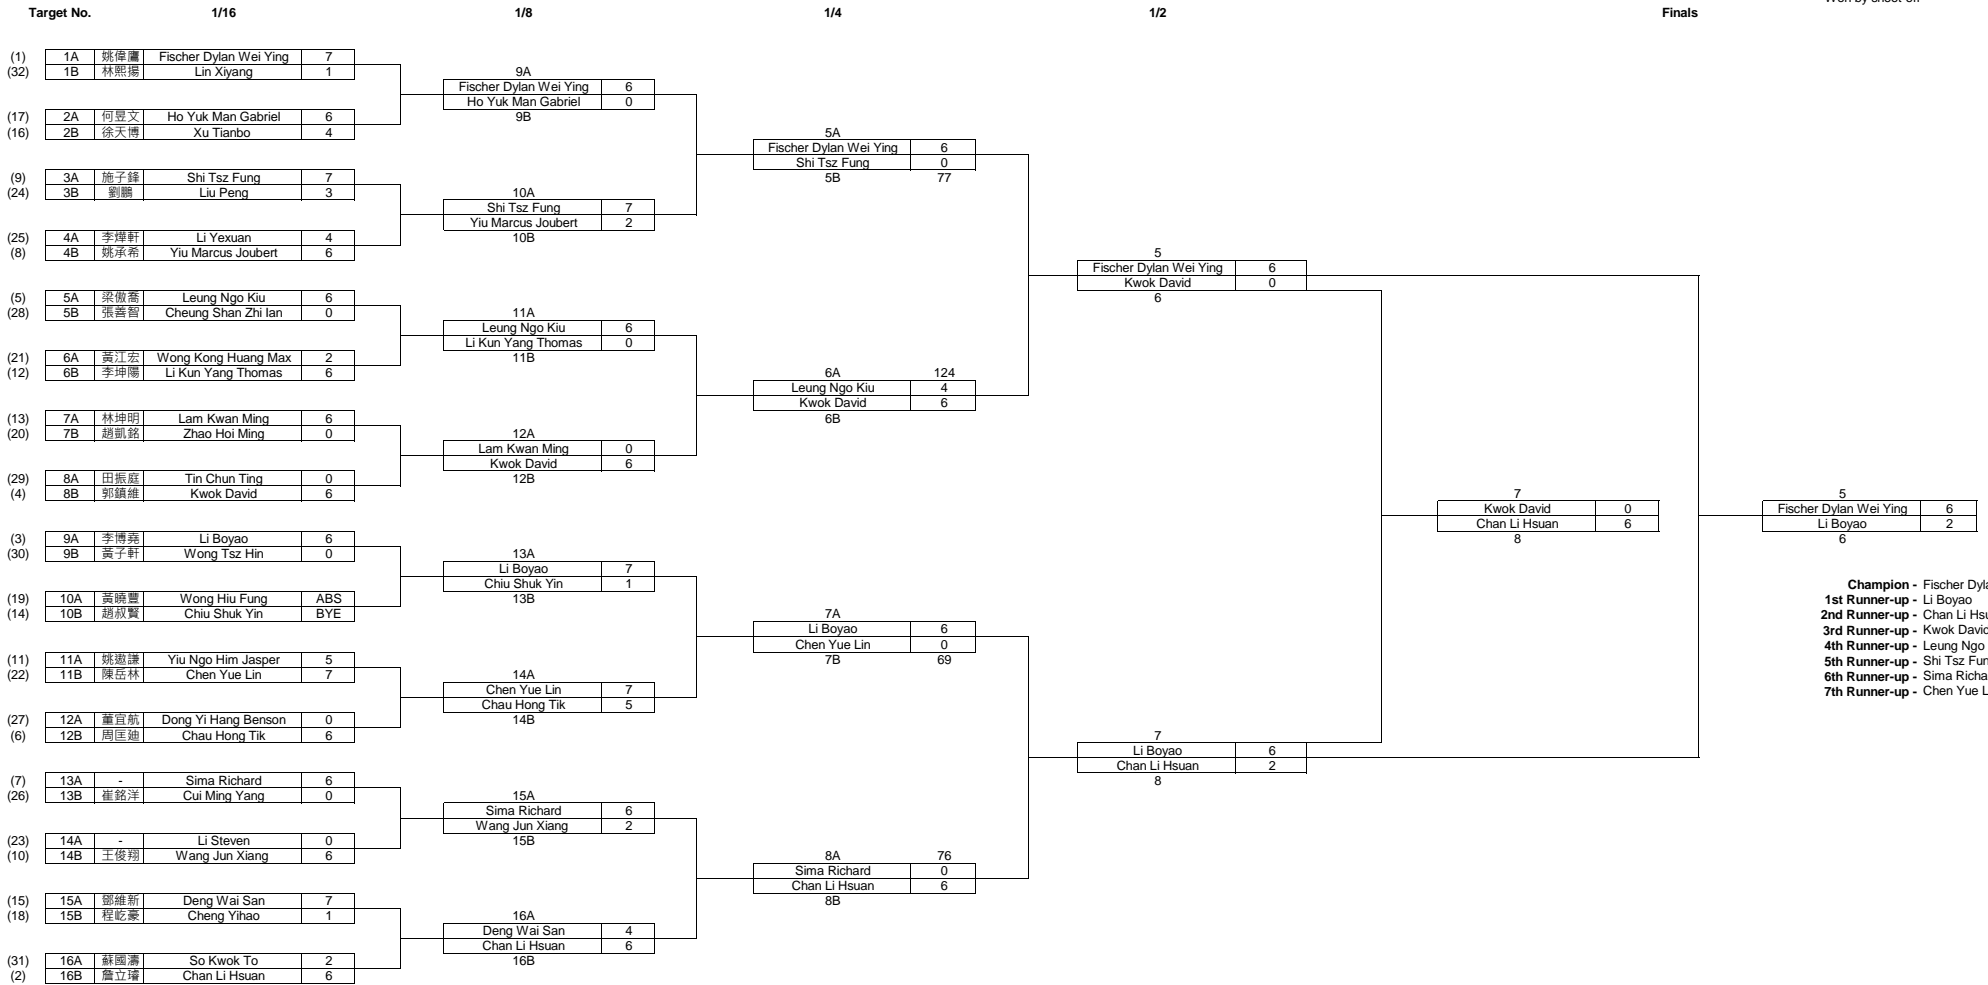 Target No. 1/16 1/8 1/4 1/2 Finals
(1) 1A 姚偉鷹 Fischer Dylan Wei Ying 7
(32) 1B 林熙揚 Lin Xiyang 1
(17) 2A 何昱文 Ho Yuk Man Gabriel 6
(16) 2B 徐天博 Xu Tianbo 4
(9) 3A 施子鋒 Shi Tsz Fung 7
(24) 3B 劉鵬 Liu Peng 3
(25) 4A 李燁軒 Li Yexuan 4
(8) 4B 姚承希 Yiu Marcus Joubert 6
(5) 5A 梁傲喬 Leung Ngo Kiu 6
(28) 5B 張善智 Cheung Shan Zhi Ian 0
(21) 6A 黃江宏 Wong Kong Huang Max 2
(12) 6B 李坤陽 Li Kun Yang Thomas 6
(13) 7A 林坤明 Lam Kwan Ming 6
(20) 7B 趙凱銘 Zhao Hoi Ming 0
(29) 8A 田振庭 Tin Chun Ting 0
(4) 8B 郭鎮維 Kwok David 6
(3) 9A 李博堯 Li Boyao 6
(30) 9B 黃子軒 Wong Tsz Hin 0
(19) 10A 黃曉豐 Wong Hiu Fung ABS
(14) 10B 趙叔賢 Chiu Shuk Yin BYE
(11) 11A 姚遨謙 Yiu Ngo Him Jasper 5
(22) 11B 陳岳林 Chen Yue Lin 7
(27) 12A 董宜航 Dong Yi Hang Benson 0
(6) 12B 周匡廸 Chau Hong Tik 6
(7) 13A - Sima Richard 6
(26) 13B 崔銘洋 Cui Ming Yang 0
(23) 14A - Li Steven 0
(10) 14B 王俊翔 Wang Jun Xiang 6
(15) 15A 鄧維新 Deng Wai San 7
(18) 15B 程屹豪 Cheng Yihao 1
(31) 16A 蘇國濤 So Kwok To 2
(2) 16B 詹立璿 Chan Li Hsuan 6
9A
Fischer Dylan Wei Ying 6
Ho Yuk Man Gabriel 0
9B
10A
Shi Tsz Fung 7
Yiu Marcus Joubert 2
10B
11A
Leung Ngo Kiu 6
Li Kun Yang Thomas 0
11B
12A
Lam Kwan Ming 0
Kwok David 6
12B
13A
Li Boyao 7
Chiu Shuk Yin 1
13B
14A
Chen Yue Lin 7
Chau Hong Tik 5
14B
15A
Sima Richard 6
Wang Jun Xiang 2
15B
16A
Deng Wai San 4
Chan Li Hsuan 6
16B
5A
Fischer Dylan Wei Ying 6
Shi Tsz Fung 0
5B 77
6A 124
Leung Ngo Kiu 4
Kwok David 6
6B
7A
Li Boyao 6
Chen Yue Lin 0
7B 69
8A 76
Sima Richard 0
Chan Li Hsuan 6
8B
5
Fischer Dylan Wei Ying 6
Kwok David 0
6
7
Li Boyao 6
Chan Li Hsuan 2
8
7
Kwok David 0
Chan Li Hsuan 6
8
5
Fischer Dylan Wei Ying 6
Li Boyao 2
6
Champion - Fischer
1st Runner-up - Li Boyao
2nd Runner-up - Chan Li
3rd Runner-up - Kwok David
4th Runner-up - Leung Ngo
5th Runner-up - Shi Tsz
6th Runner-up - Sima
7th Runner-up - Chen Yue